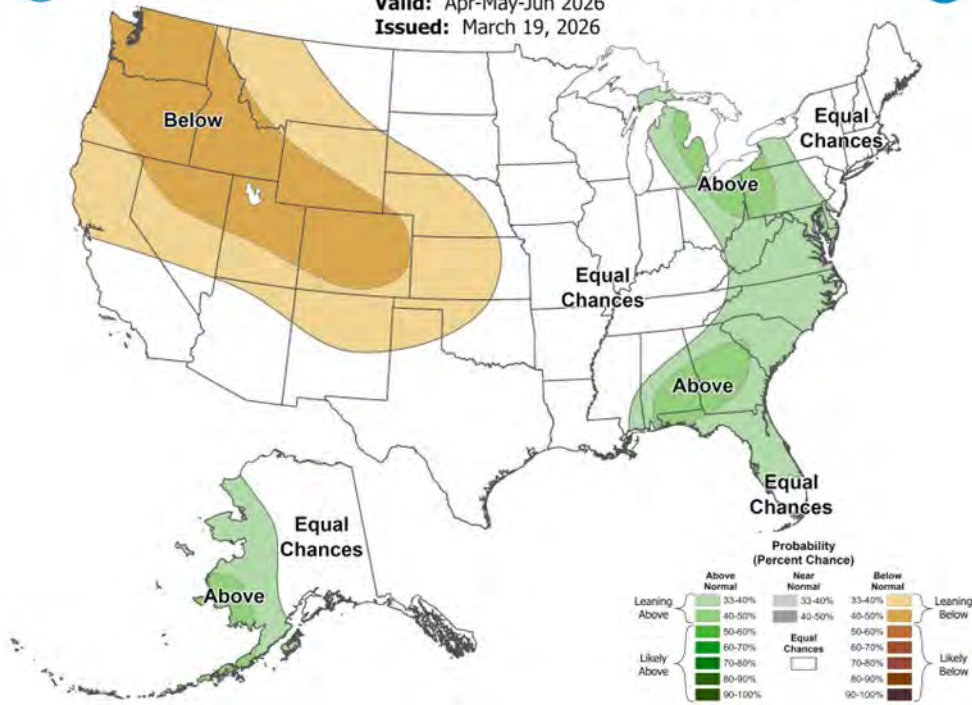 Valid: Apr-May-Jun 2026
Issued: March 19, 2026
Below
Equal
Chances
Above
Equal
Chances
Above
Equal
Chances
Equal
Chances
Above
Probability
(Percent Chance)
Above
Normal
Near
Normal
Below
Normal
Leaning
Above
33-40%
40-50%
33-40%
40-50%
33-40%
40-50%
Leaning
Below
Likely
Above
50-60%
60-70%
70-80%
80-90%
90-100%
Equal
Chances
50-60%
60-70%
70-80%
80-90%
90-100%
Likely
Below